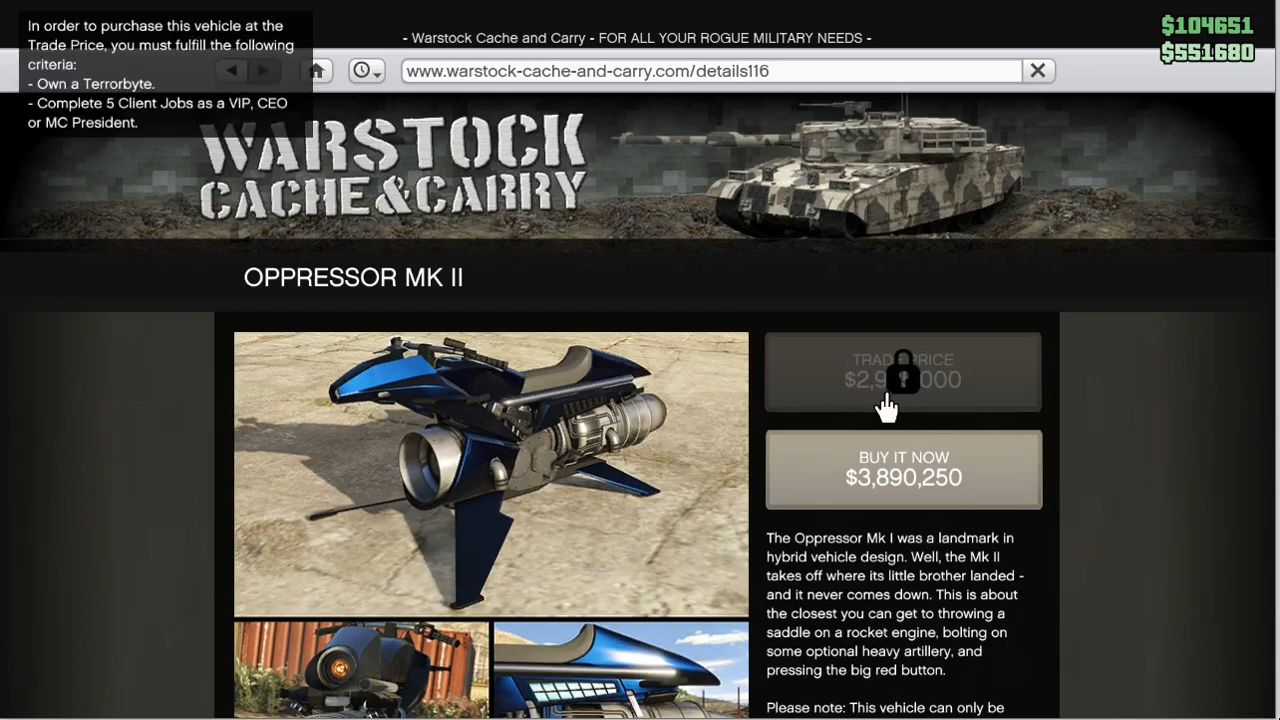 In order to purchase this vehicle at the
Trade Price, you must fulfill the following
criteria:
- Own a Terrorbyte.
- Complete 5 Client Jobs as a VIP, CEO
or MC President.
- Warstock Cache and Carry - FOR ALL YOUR ROGUE MILITARY NEEDS -
$104651
$551680
www.warstock-cache-and-carry.com/details116
WARSTOCK
CACHE&CARRY
OPPRESSOR MK II
TRADE PRICE
BUY IT NOW
$3,890,250
The Oppressor Mk I was a landmark in
hybrid vehicle design. Well, the Mk II
takes off where its little brother landed -
and it never comes down. This is about
the closest you can get to throwing a
saddle on a rocket engine, bolting on
some optional heavy artillery, and
pressing the big red button.
Please note: This vehicle can only be